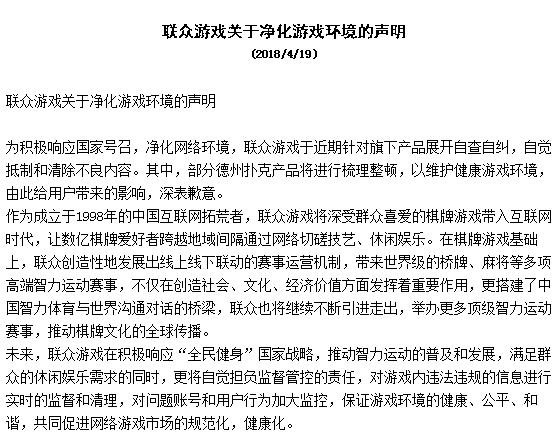 联众游戏关于净化游戏环境的声明
(2018/4/19)
联众游戏关于净化游戏环境的声明
为积极响应国家号召，净化网络环境，联众游戏于近期针对旗下产品展开自查自纠，自觉
抵制和清除不良内容。其中，部分德州扑克产品将进行梳理整顿，以维护健康游戏环境，
由此给用户带来的影响，深表歉意。
作为成立于1998年的中国互联网拓荒者，联众游戏将深受群众喜爱的棋牌游戏带入互联网
时代，让数亿棋牌爱好者跨越地域间隔通过网络切磋技艺、休闲娱乐。在棋牌游戏基础
上，联众创造性地发展出线上线下联动的赛事运营机制，带来世界级的桥牌、麻将等多项
高端智力运动赛事，不仅在创造社会、文化、经济价值方面发挥着重要作用，更搭建了中
国智力体育与世界沟通对话的桥梁，联众也将继续不断引进走出，举办更多顶级智力运动
赛事，推动棋牌文化的全球传播。
未来，联众游戏在积极响应“全民健身”国家战略，推动智力运动的普及和发展，满足群
众的休闲娱乐需求的同时，更将自觉担负监督管控的责任，对游戏内违法违规的信息进行
实时的监督和清理，对问题账号和用户行为加大监控，保证游戏环境的健康、公平、和
谐，共同促进网络游戏市场的规范化，健康化。